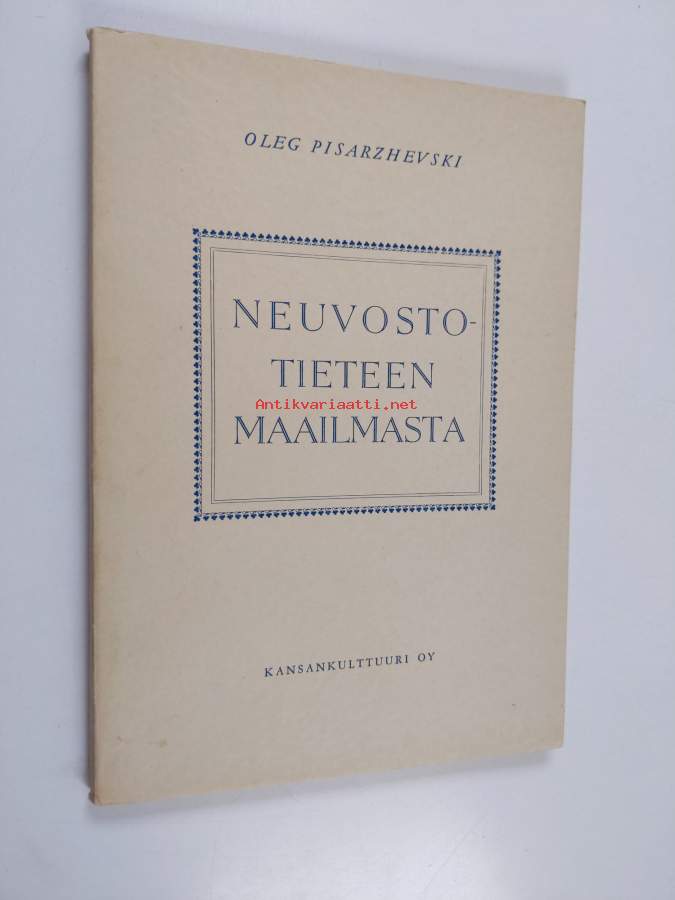 OLEG PISARZHEVSKI
NEUVOSTO-
TIETEEN
Antikvariaatti.net
MAAILMASTA
KANSANKULTTUURI OY